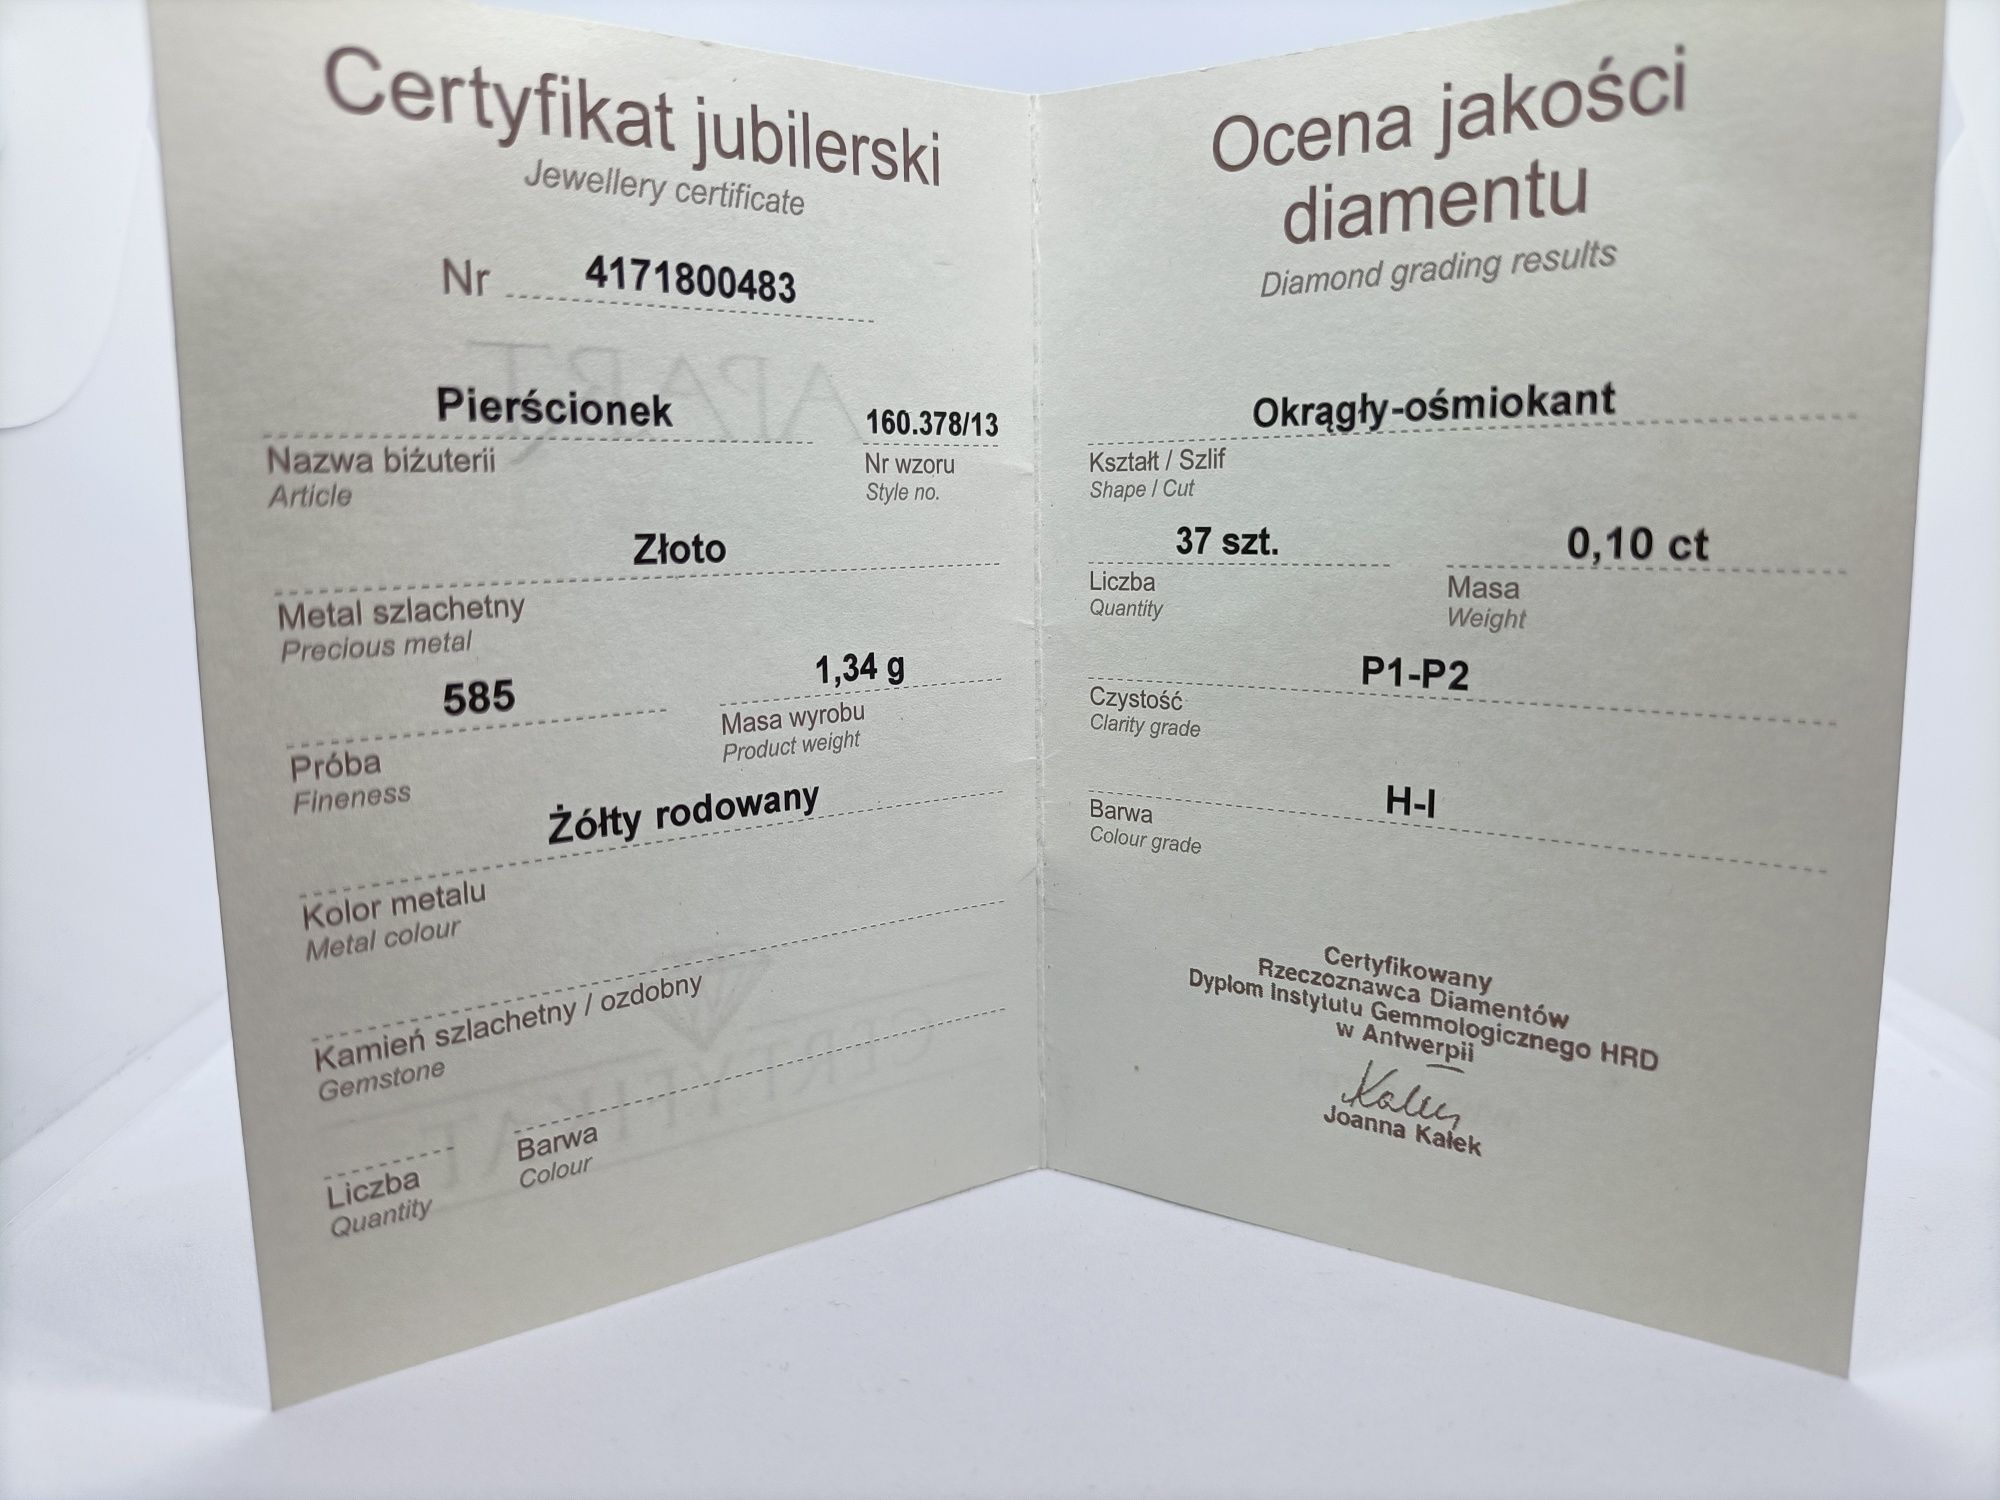 Certyfikat jubilerski
Jewellery certificate
Nr 4171800483
APART
Pierścionek 160.378/13
Nazwa biżuterii Nr wzoru
Article Style no.
Złoto
Metal szlachetny
Precious metal
585 1,34 g
Próba Masa wyrobu
Fineness Product weight
Żółty rodowany
Kolor metalu
Metal colour
Kamień szlachetny / ozdobny
Gemstone
CERTYFIKAT
Liczba Barwa
Quantity Colour
Ocena jakości
diamentu
Diamond grading results
Okrągły-ośmiokant
Kształt / Szlif
Shape / Cut
37 szt. 0,10 ct
Liczba Masa
Quantity Weight
P1-P2
Czystość
Clarity grade
H-I
Barwa
Colour grade
Certyfikowany
Rzeczoznawca Diamentów
Dyplom Instytutu Gemmologicznego HRD
w Antwerpii
Joanna Kałek